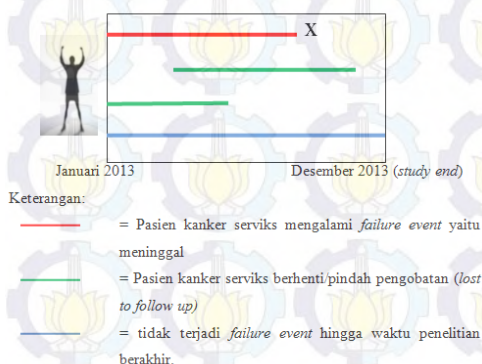 X
Januari 2013 Desember 2013 (study end)
Keterangan:
= Pasien kanker serviks mengalami failure event yaitu
meninggal
= Pasien kanker serviks berhenti/pindah pengobatan (lost
to follow up)
= tidak terjadi failure event hingga waktu penelitian
berakhir.